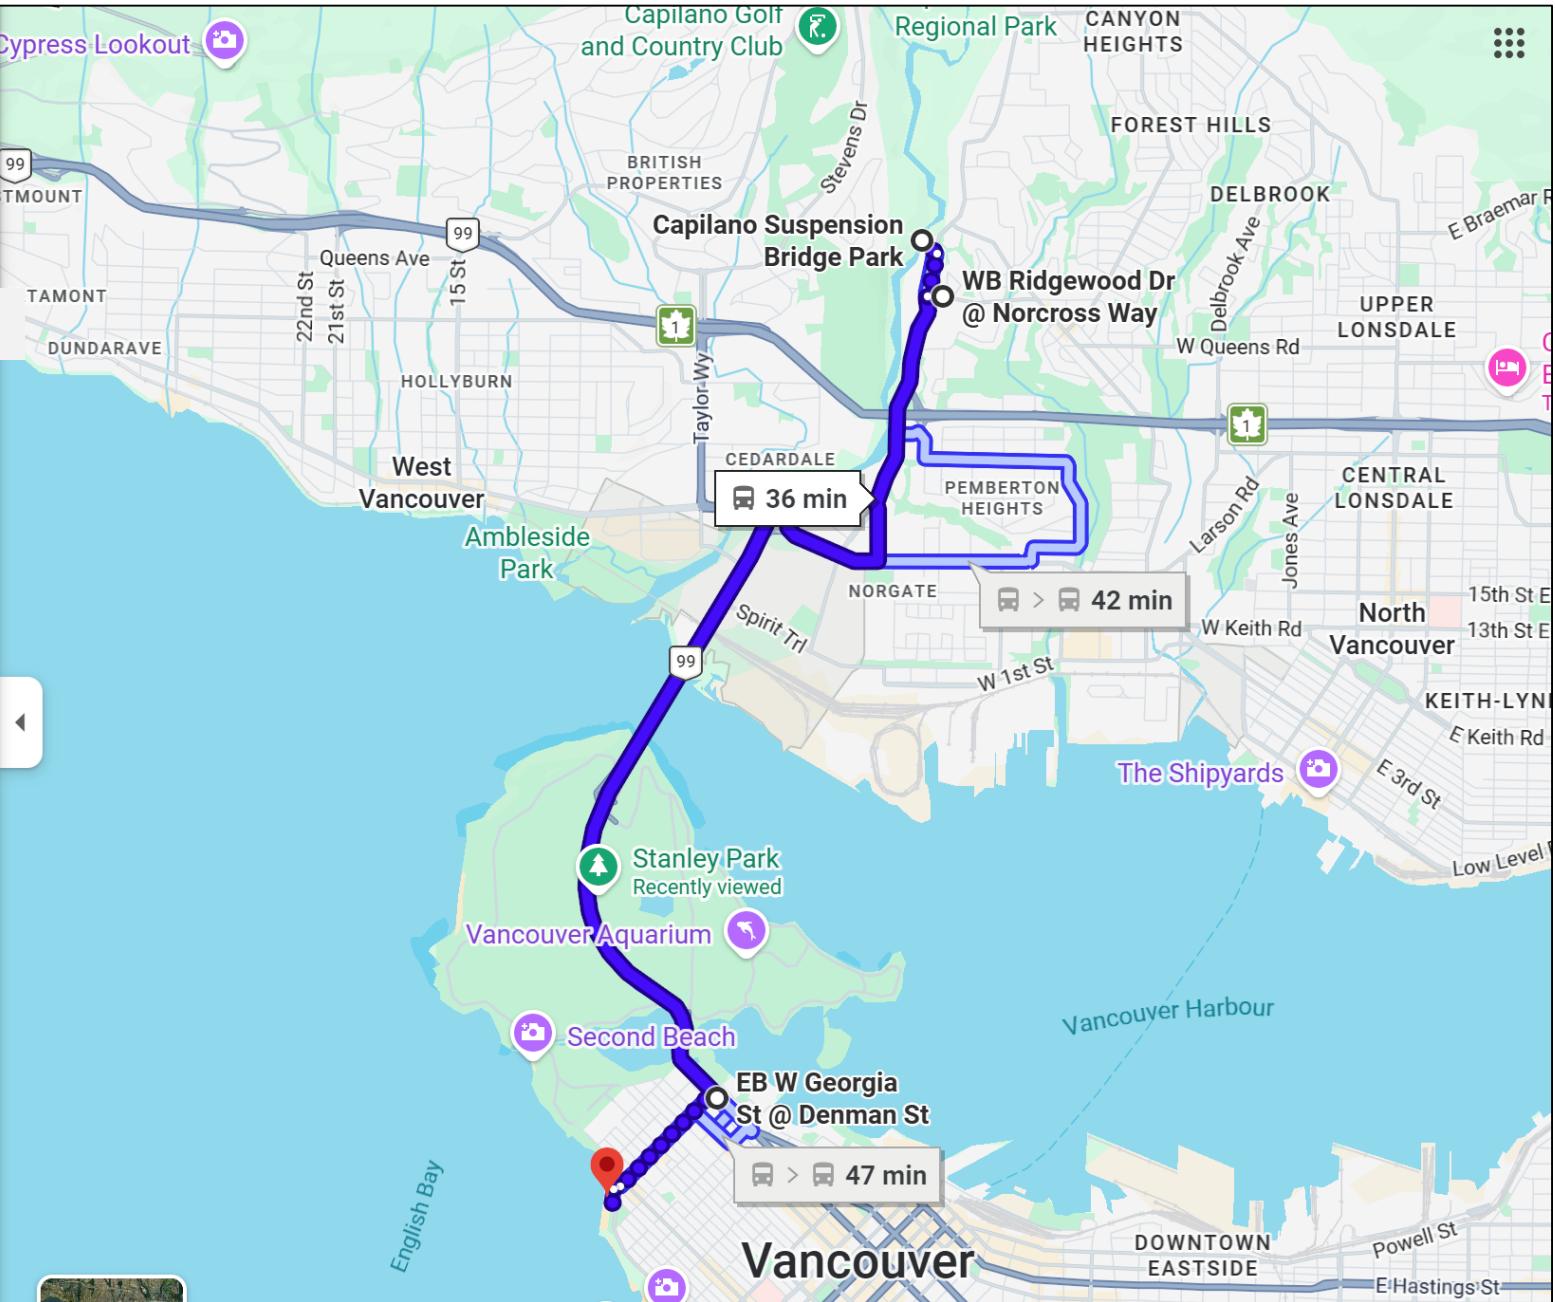 Capilano Golf
and Country Club
Regional Park
CANYON
HEIGHTS
Cypress Lookout
99
STMOUNT
BRITISH
PROPERTIES
Stevens Dr
FOREST HILLS
DELBROOK
E Braemar R
Capilano Suspension
Bridge Park
WB Ridgewood Dr
@ Norcross Way
99
Queens Ave
22nd St
21st St
15 St
TAMONT
DUNDARAVE
HOLLYBURN
1
Taylor Wy
Delbrook Ave
UPPER
LONSDALE
W Queens Rd
1
West
Vancouver
CEDARDALE
36 min
PEMBERTON
HEIGHTS
CENTRAL
LONSDALE
Larson Rd
Jones Ave
Ambleside
Park
NORGATE
42 min
15th St E
13th St E
North
Vancouver
W Keith Rd
Spirit Trl
99
W 1st St
KEITH-LYN
E Keith Rd
The Shipyards
E 3rd St
Low Level
Stanley Park
Recently viewed
Vancouver Aquarium
Vancouver Harbour
Second Beach
EB W Georgia
St @ Denman St
47 min
English Bay
Vancouver
DOWNTOWN
EASTSIDE
Powell St
E Hastings St